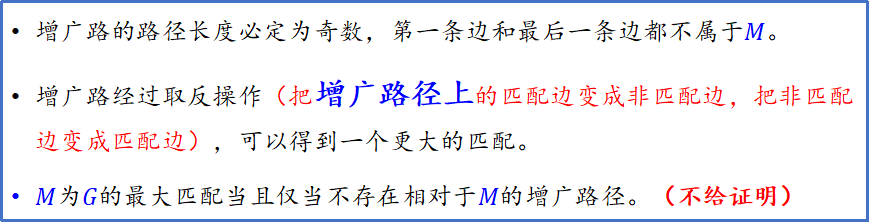 • 增广路的路径长度必定为奇数，第一条边和最后一条边都不属于M。
• 增广路经过取反操作（把增广路径上的匹配边变成非匹配边，把非匹配
边变成匹配边），可以得到一个更大的匹配。
• M为G的最大匹配当且仅当不存在相对于M的增广路径。（不给证明）